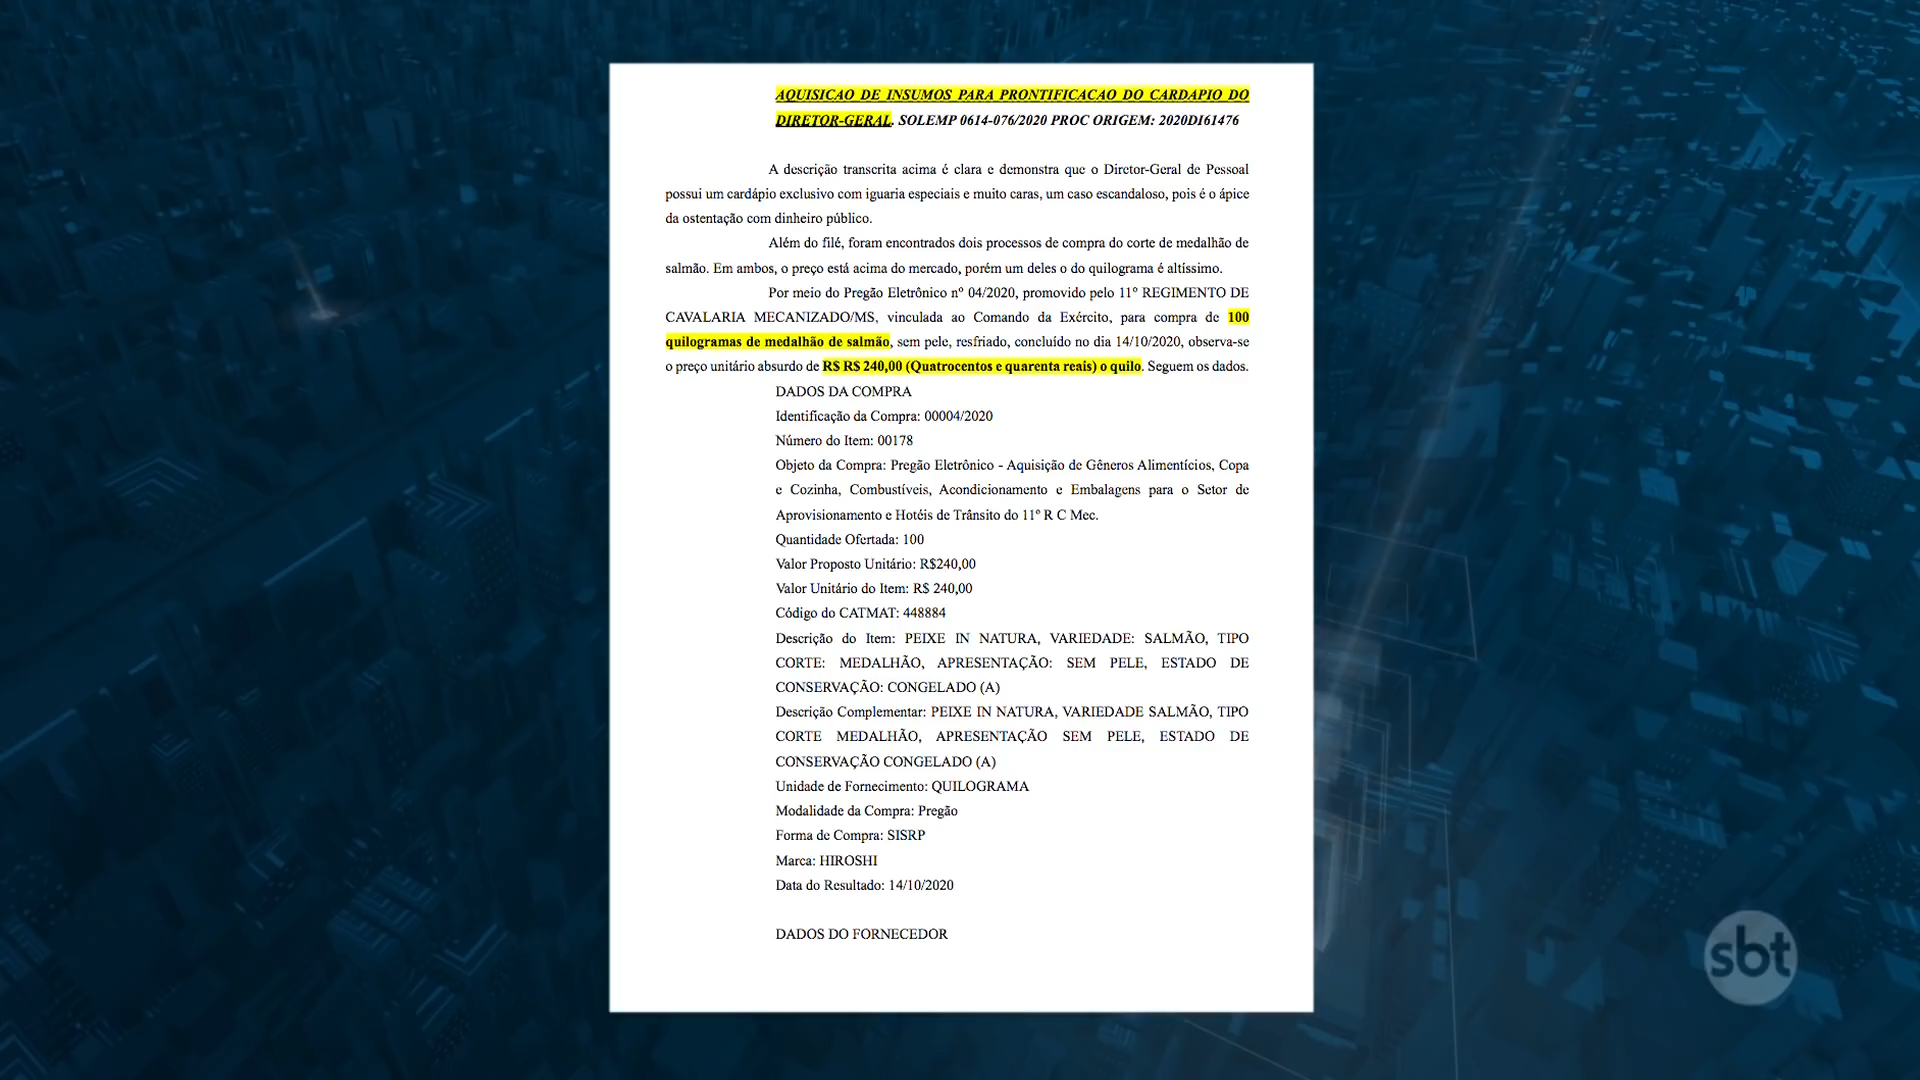 AQUISICAO DE INSUMOS PARA PRONTIFICACAO DO CARDAPIO DO
DIRETOR-GERAL. SOLEMP 0614-076/2020 PROC ORIGEM: 2020DI61476
A descrição transcrita acima é clara e demonstra que o Diretor-Geral de Pessoal
possui um cardápio exclusivo com iguaria especiais e muito caras, um caso escandaloso, pois é o ápice
da ostentação com dinheiro público.
Além do filé, foram encontrados dois processos de compra do corte de medalhão de
salmão. Em ambos, o preço está acima do mercado, porém um deles o do quilograma é altíssimo.
Por meio do Pregão Eletrônico nº 04/2020, promovido pelo 11º REGIMENTO DE
CAVALARIA MECANIZADO/MS, vinculada ao Comando da Exército, para compra de 100
quilogramas de medalhão de salmão, sem pele, resfriado, concluído no dia 14/10/2020, observa-se
o preço unitário absurdo de R$ R$ 240,00 (Quatrocentos e quarenta reais) o quilo. Seguem os dados.
DADOS DA COMPRA
Identificação da Compra: 00004/2020
Número do Item: 00178
Objeto da Compra: Pregão Eletrônico - Aquisição de Gêneros Alimentícios, Copa
e Cozinha, Combustíveis, Acondicionamento e Embalagens para o Setor de
Aprovisionamento e Hotéis de Trânsito do 11º R C Mec.
Quantidade Ofertada: 100
Valor Proposto Unitário: R$240,00
Valor Unitário do Item: R$ 240,00
Código do CATMAT: 448884
Descrição do Item: PEIXE IN NATURA, VARIEDADE: SALMÃO, TIPO
CORTE: MEDALHÃO, APRESENTAÇÃO: SEM PELE, ESTADO DE
CONSERVAÇÃO: CONGELADO (A)
Descrição Complementar: PEIXE IN NATURA, VARIEDADE SALMÃO, TIPO
CORTE MEDALHÃO, APRESENTAÇÃO SEM PELE, ESTADO DE
CONSERVAÇÃO CONGELADO (A)
Unidade de Fornecimento: QUILOGRAMA
Modalidade da Compra: Pregão
Forma de Compra: SISRP
Marca: HIROSHI
Data do Resultado: 14/10/2020
DADOS DO FORNECEDOR
sbt